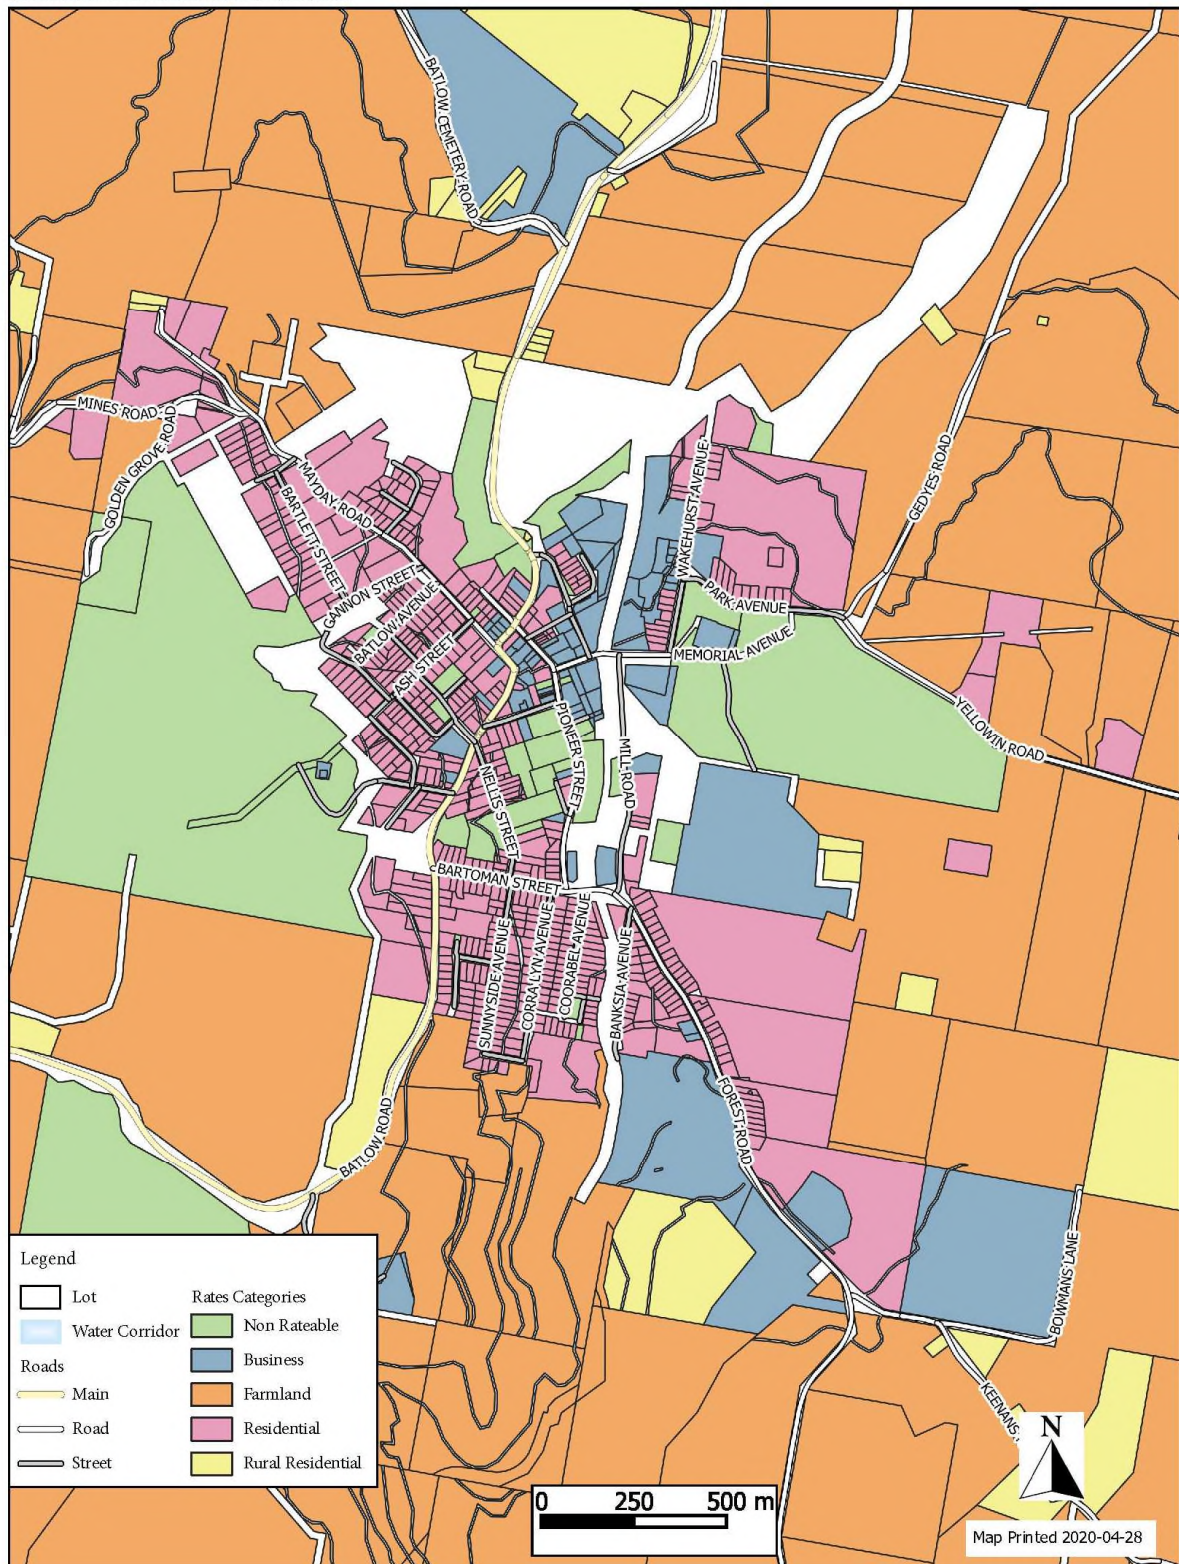 BATLOW CEMETERY ROAD
MINES ROAD
GOLDEN GROVE ROAD
MAYDAY ROAD
BARTLETT STREET
GANNON STREET
BATLOW AVENUE
ASH STREET
WAKEHURST AVENUE
GEDYES ROAD
PARK AVENUE
MEMORIAL AVENUE
YELLOWIN ROAD
PIONEER STREET
MILL ROAD
NELLIS STREET
BARTOMAN STREET
SUNNYSIDE AVENUE
CORRA LYN AVENUE
COORABEL AVENUE
BANKSIA AVENUE
FOREST ROAD
BATLOW ROAD
BOWMANS LANE
KEENANS
Legend
Lot
Water Corridor
Roads
Main
Road
Street
Rates Categories
Non Rateable
Business
Farmland
Residential
Rural Residential
0 250 500 m
N
Map Printed 2020-04-28